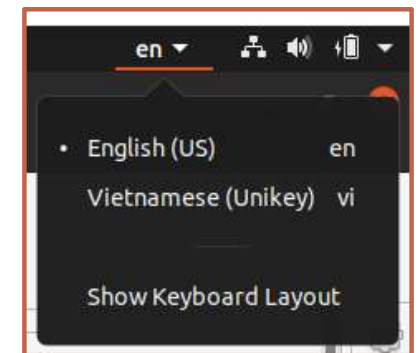 en
English (US) en
Vietnamese (Unikey) vi
Show Keyboard Layout